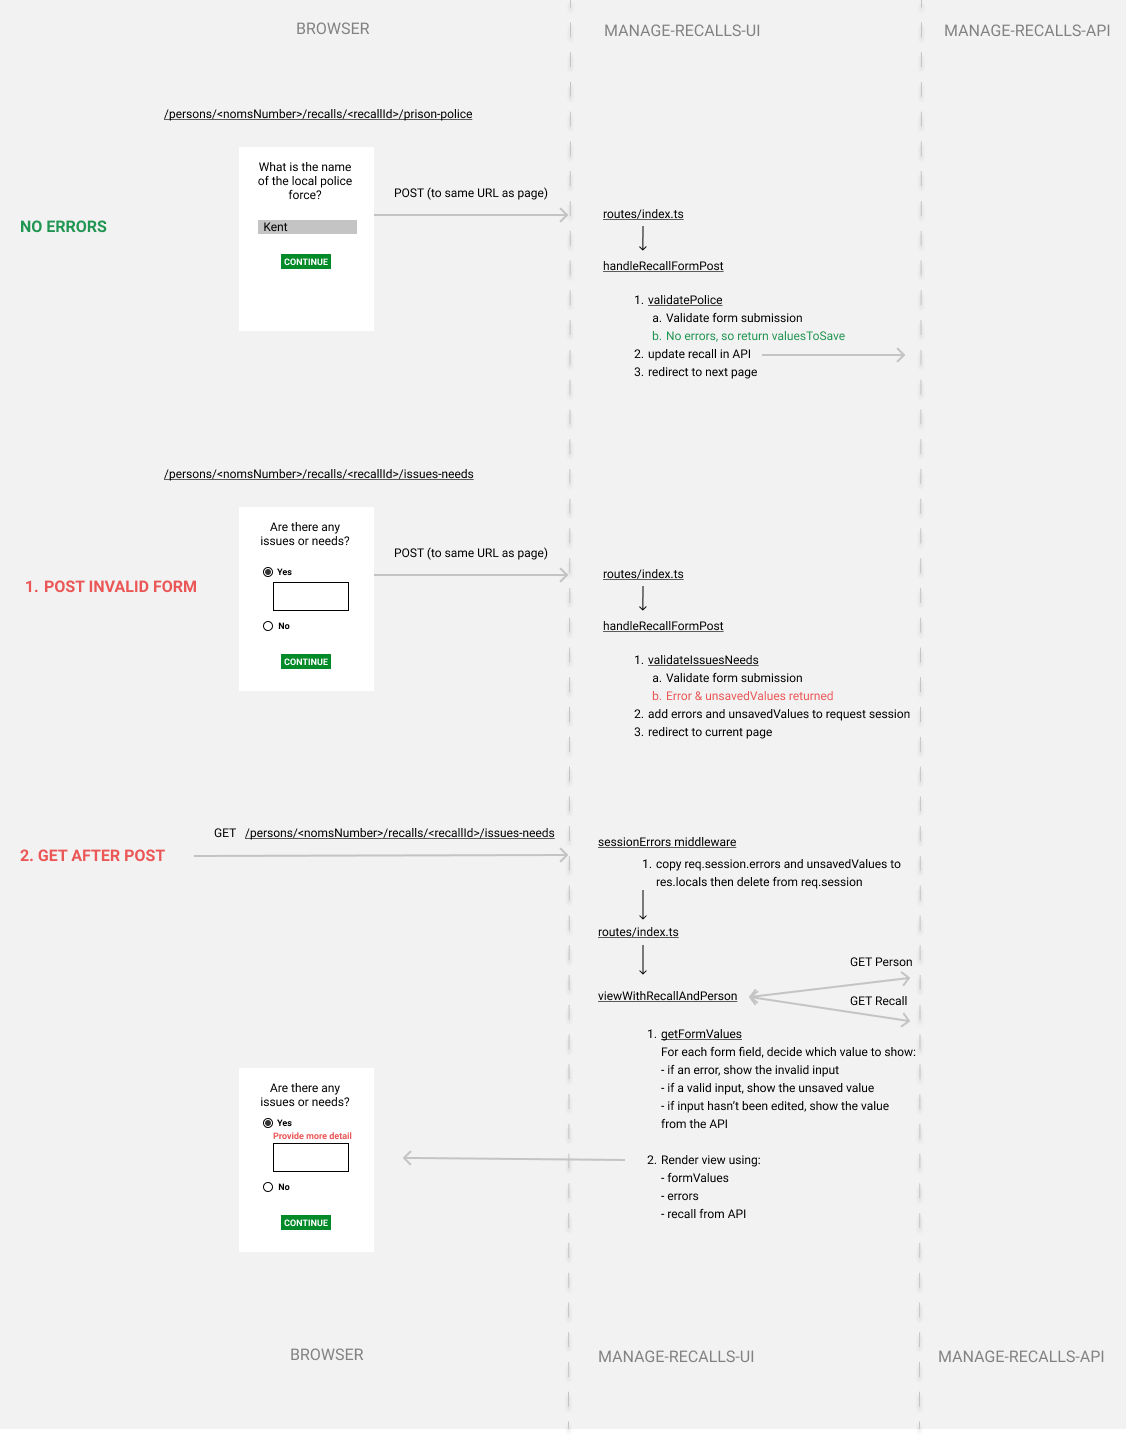 BROWSER
MANAGE-RECALLS-UI
MANAGE-RECALLS-API
/persons/<nomsNumber>/recalls/<recallId>/prison-police
What is the name
of the local police
force?
Kent
CONTINUE
POST (to same URL as page)
NO ERRORS
routes/index.ts
handleRecallFormPost
1. validatePolice
a. Validate form submission
b. No errors, so return valuesToSave
2. update recall in API
3. redirect to next page
/persons/<nomsNumber>/recalls/<recallId>/issues-needs
Are there any
issues or needs?
Yes
No
CONTINUE
POST (to same URL as page)
1. POST INVALID FORM
routes/index.ts
handleRecallFormPost
1. validateIssuesNeeds
a. Validate form submission
b. Error & unsavedValues returned
2. add errors and unsavedValues to request session
3. redirect to current page
2. GET AFTER POST
GET /persons/<nomsNumber>/recalls/<recallId>/issues-needs
sessionErrors middleware
1. copy req.session.errors and unsavedValues to
res.locals then delete from req.session
routes/index.ts
viewWithRecallAndPerson
GET Person
GET Recall
1. getFormValues
For each form field, decide which value to show:
- if an error, show the invalid input
- if a valid input, show the unsaved value
- if input hasn't been edited, show the value
from the API
2. Render view using:
- formValues
- errors
- recall from API
Are there any
issues or needs?
Yes
Provide more detail
No
CONTINUE
BROWSER
MANAGE-RECALLS-UI
MANAGE-RECALLS-API